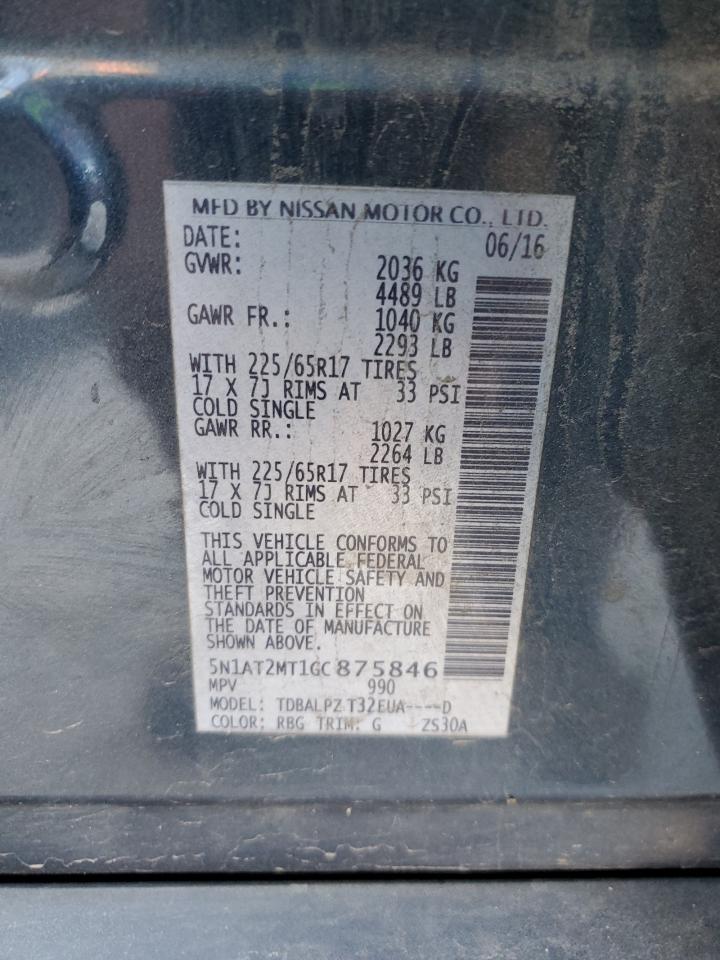 MFD BY NISSAN MOTOR CO., LTD.
DATE: 06/16
GVWR: 2036 KG
4489 LB
GAWR FR.: 1040 KG
2293 LB
WITH 225/65R17 TIRES
17 X 7J RIMS AT 33 PSI
COLD SINGLE
GAWR RR.: 1027 KG
2264 LB
WITH 225/65R17 TIRES
17 X 7J RIMS AT 33 PSI
COLD SINGLE
THIS VEHICLE CONFORMS TO
ALL APPLICABLE FEDERAL
MOTOR VEHICLE SAFETY AND
THEFT PREVENTION
STANDARDS IN EFFECT ON
THE DATE OF MANUFACTURE
SHOWN ABOVE.
5N1AT2MT1GC875846
MPV 990
MODEL: TDBALPZ T32EUA----D
COLOR: RBG TRIM: G ZS30A